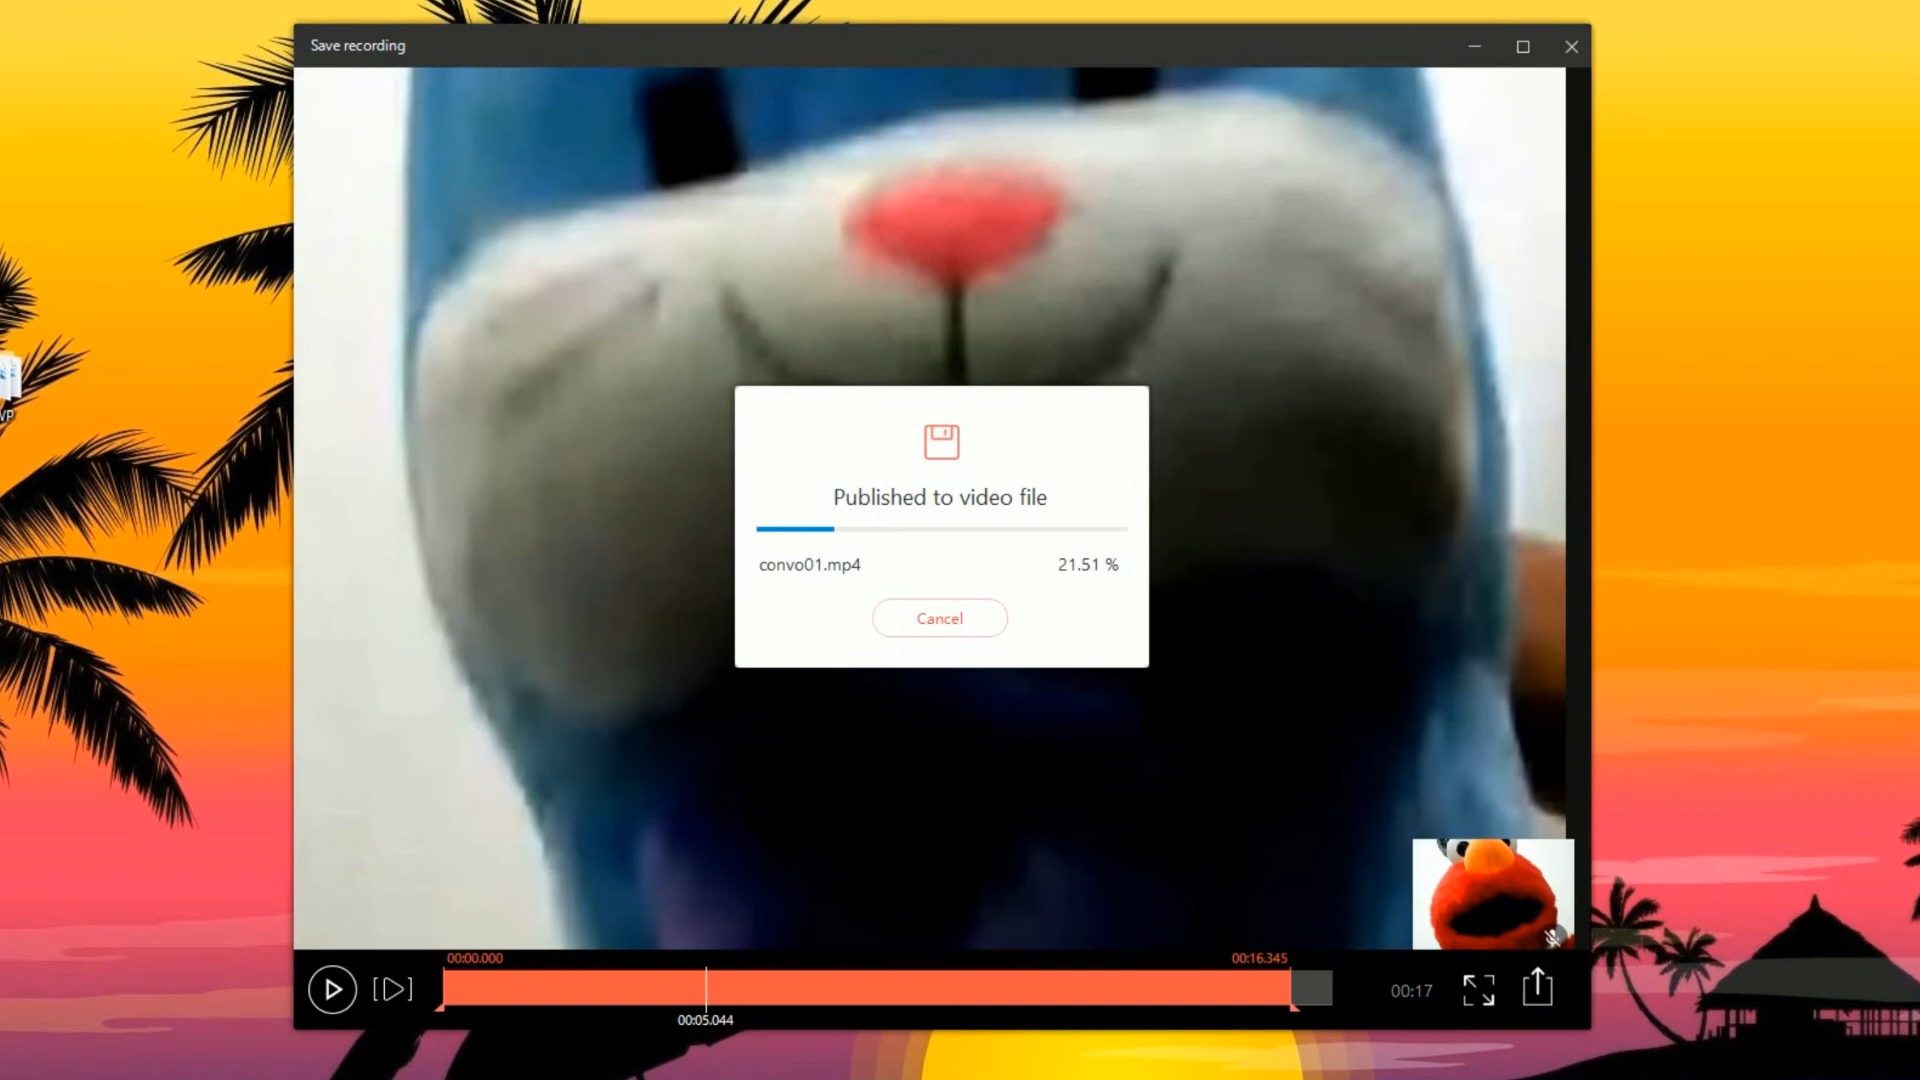 Save recording
VP
Published to video file
convo01.mp4
21.51 %
Cancel
00:00.000
00:16.345
00:17
00:05.044